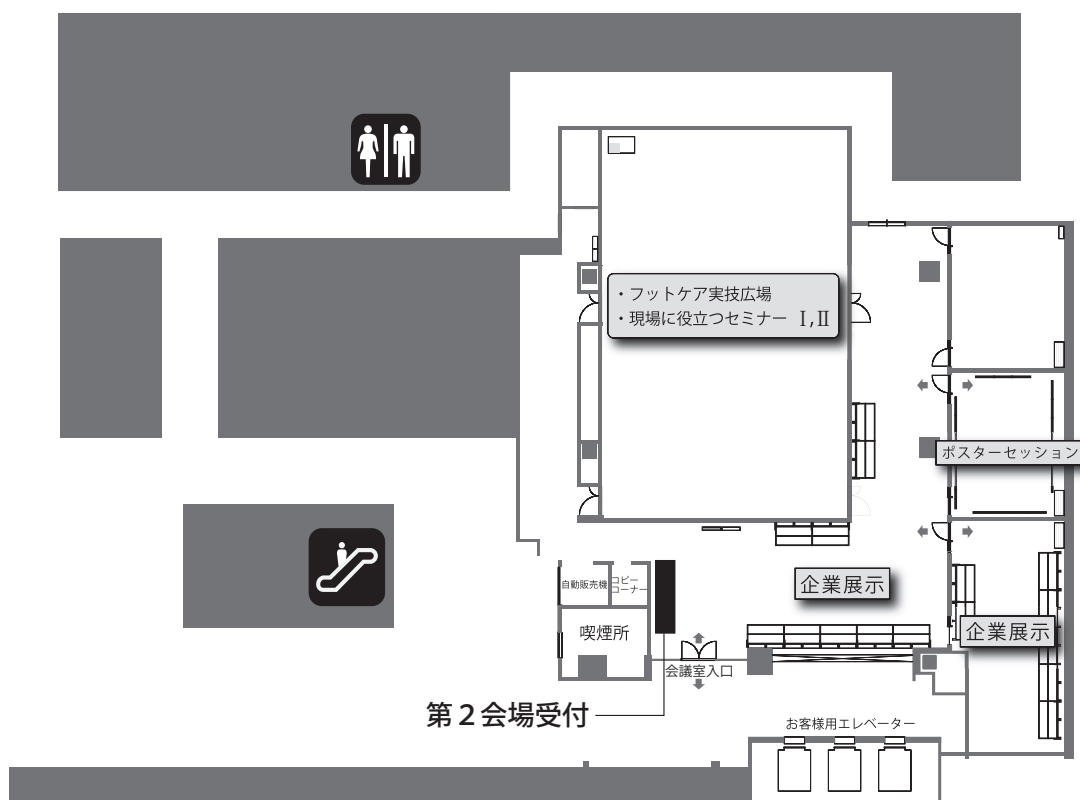 ・フットケア実技広場
・現場に役立つセミナー Ⅰ,Ⅱ
ポスターセッション
企業展示
企業展示
自動販売機
コピー
コーナー
喫煙所
会議室入口
第２会場受付
お客様用エレベーター